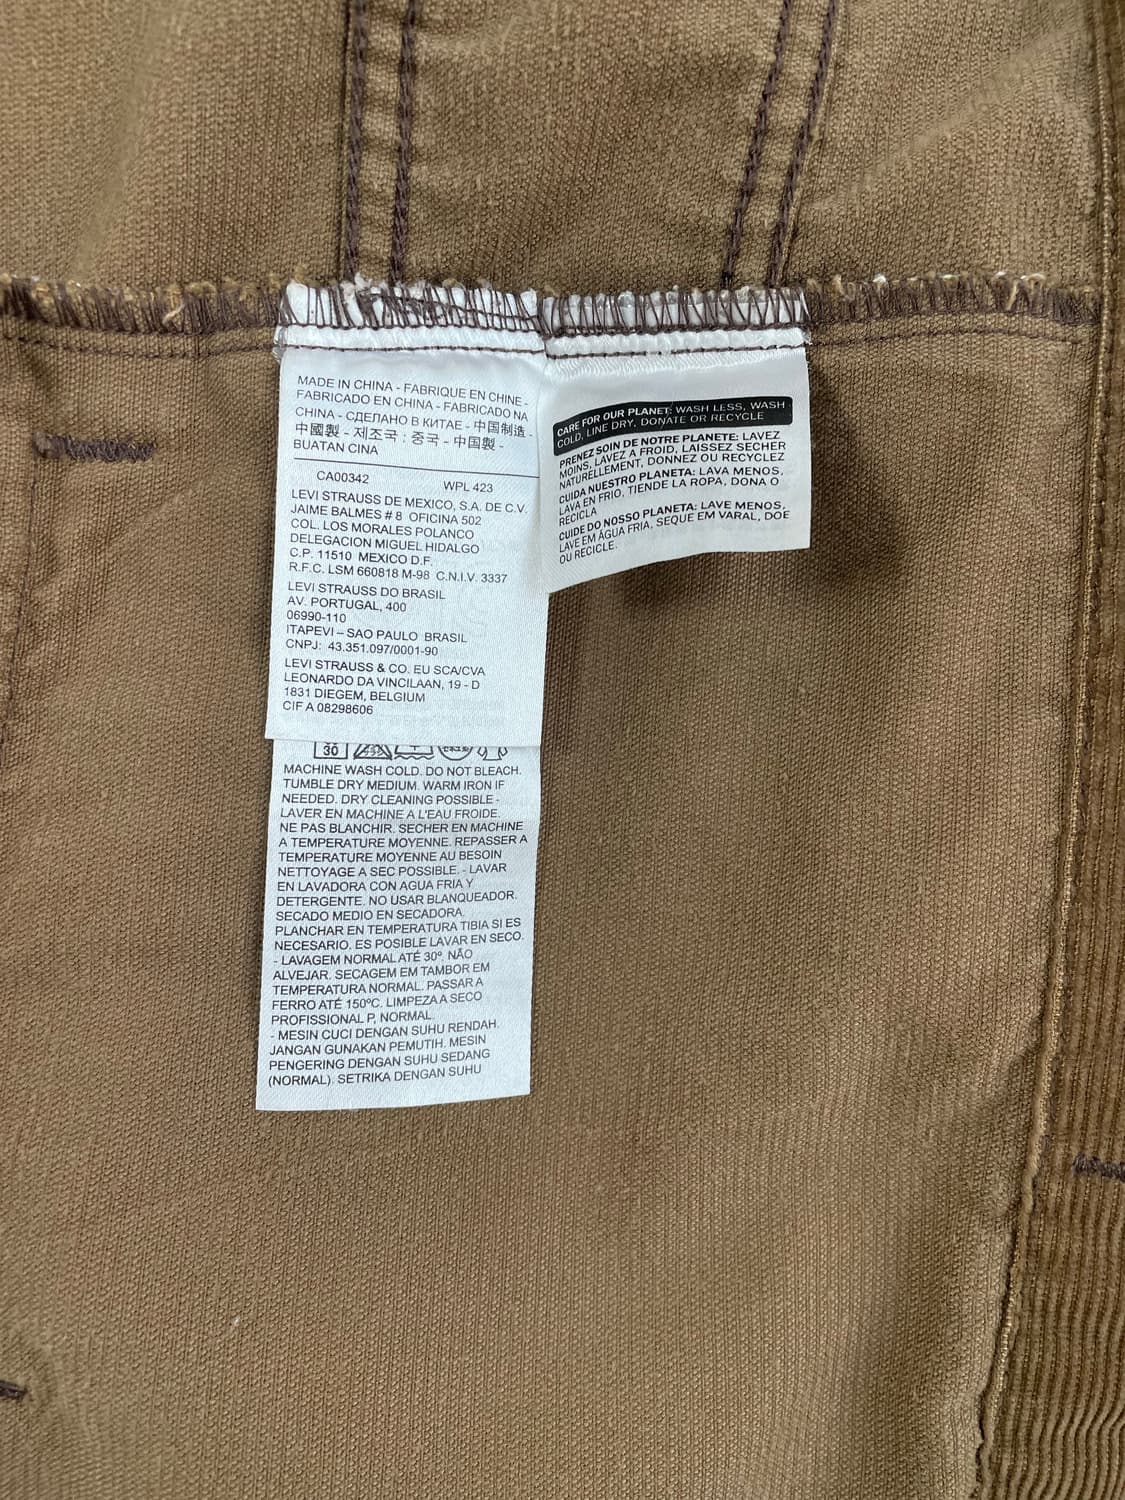 MADE IN CHINA - FABRIQUE EN CHINE -
FABRICADO EN CHINA - FABRICADO NA
CHINA - СДЕЛАНО В КИТАЕ - 中国制造 -
中國製 - 제조국 : 중국 - 中国製 -
BUATAN CINA
CA00342 WPL 423
LEVI STRAUSS DE MEXICO, S.A. DE C.V.
JAIME BALMES # 8 OFICINA 502
COL. LOS MORALES POLANCO
DELEGACION MIGUEL HIDALGO
C.P. 11510 MEXICO D.F.
R.F.C. LSM 660818 M-98 C.N.I.V. 3337
LEVI STRAUSS DO BRASIL
AV. PORTUGAL, 400
06990-110
ITAPEVI – SAO PAULO BRASIL
CNPJ: 43.351.097/0001-90
LEVI STRAUSS & CO. EU SCA/CVA
LEONARDO DA VINCILAAN, 19 - D
1831 DIEGEM, BELGIUM
CIF A 08298606
30
MACHINE WASH COLD. DO NOT BLEACH.
TUMBLE DRY MEDIUM. WARM IRON IF
NEEDED. DRY CLEANING POSSIBLE -
LAVER EN MACHINE A L'EAU FROIDE.
NE PAS BLANCHIR. SECHER EN MACHINE
A TEMPERATURE MOYENNE. REPASSER A
TEMPERATURE MOYENNE AU BESOIN
NETTOYAGE A SEC POSSIBLE. - LAVAR
EN LAVADORA CON AGUA FRIA Y
DETERGENTE. NO USAR BLANQUEADOR.
SECADO MEDIO EN SECADORA.
PLANCHAR EN TEMPERATURA TIBIA SI ES
NECESARIO. ES POSIBLE LAVAR EN SECO.
- LAVAGEM NORMAL ATÉ 30º. NÃO
ALVEJAR. SECAGEM EM TAMBOR EM
TEMPERATURA NORMAL. PASSAR A
FERRO ATÉ 150ºC. LIMPEZA A SECO
PROFISSIONAL P, NORMAL.
- MESIN CUCI DENGAN SUHU RENDAH.
JANGAN GUNAKAN PEMUTIH. MESIN
PENGERING DENGAN SUHU SEDANG
(NORMAL). SETRIKA DENGAN SUHU
CARE FOR OUR PLANET: WASH LESS, WASH
COLD, LINE DRY, DONATE OR RECYCLE
PRENEZ SOIN DE NOTRE PLANETE: LAVEZ
MOINS, LAVEZ A FROID, LAISSEZ SECHER
NATURELLEMENT, DONNEZ OU RECYCLEZ
CUIDA NUESTRO PLANETA: LAVA MENOS,
LAVA EN FRIO, TIENDE LA ROPA, DONA O
RECICLA
CUIDE DO NOSSO PLANETA: LAVE MENOS,
LAVE EM ÁGUA FRIA, SEQUE EM VARAL, DOE
OU RECICLE.